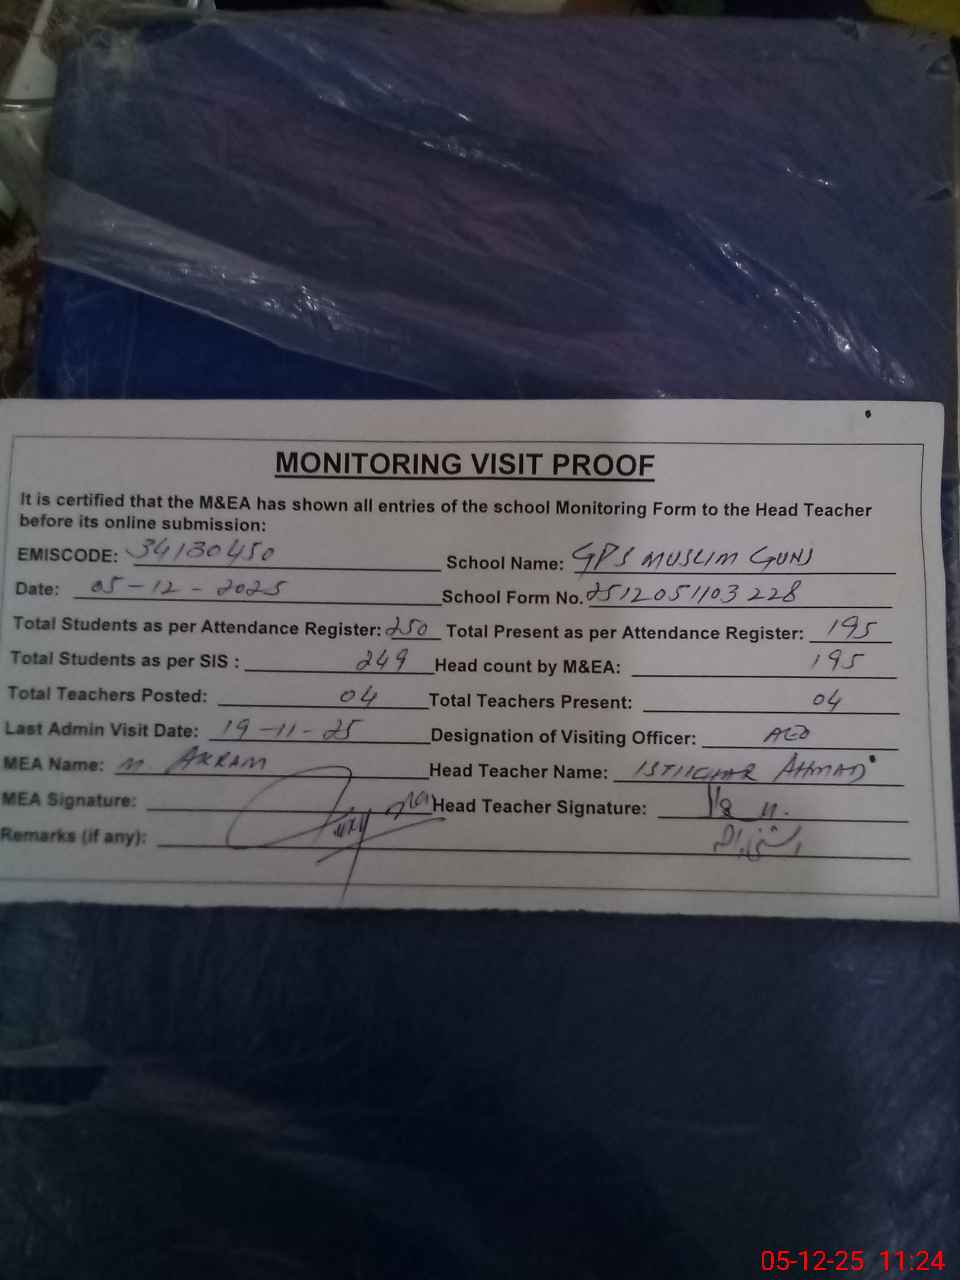 MONITORING VISIT PROOF
It is certified that the M&EA has shown all entries of the school Monitoring Form to the Head Teacher
before its online submission:
EMISCODE: 34130450 School Name: GPS MUSLIM GUNJ
Date: 05-12-2025 School Form No. 2512051103228
Total Students as per Attendance Register: 250 Total Present as per Attendance Register: 195
Total Students as per SIS : 249 Head count by M&EA: 195
Total Teachers Posted: 04 Total Teachers Present: 04
Last Admin Visit Date: 19-11-25 Designation of Visiting Officer: AEO
MEA Name: M. AKRAM Head Teacher Name: AHMAD
MEA Signature: Head Teacher Signature:
Remarks (if any):
05-12-25 11:24